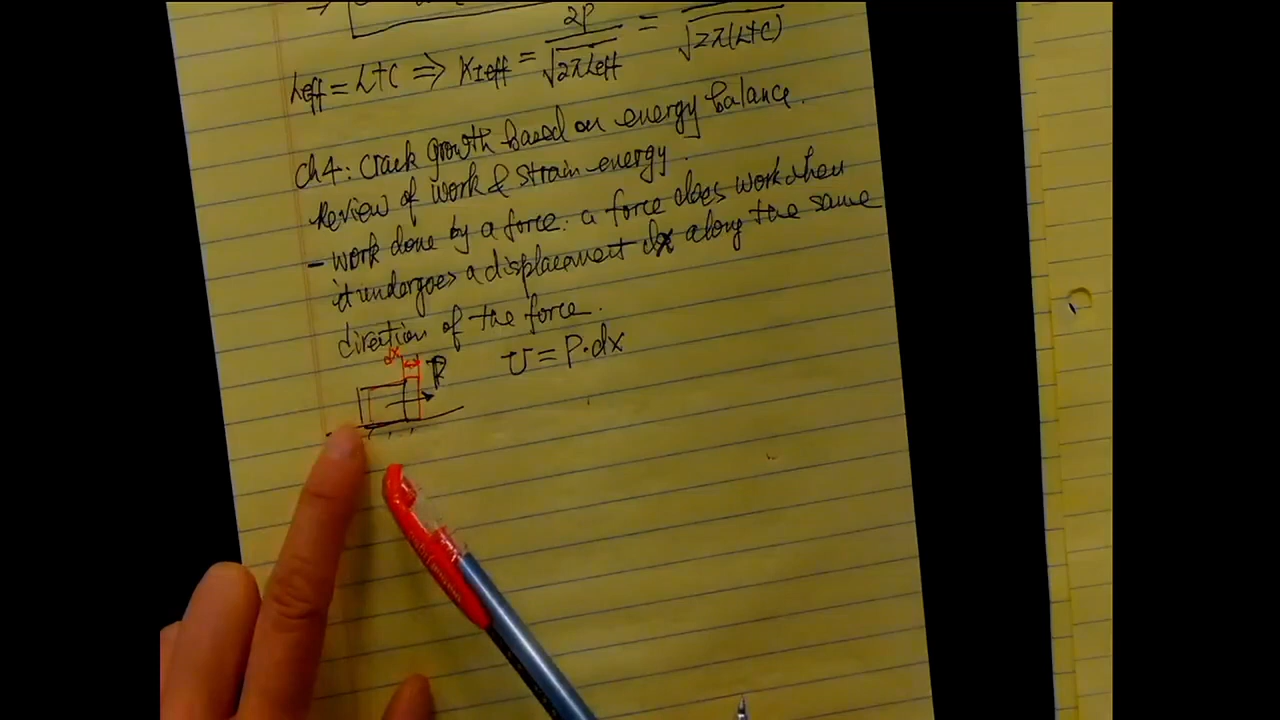 2P
Leff = L+C ⇒ KIeff = √2πLeff = √2π(L+C)
Ch4: Crack growth based on energy balance.
Review of work & strain energy.
- work done by a force: a force does work when
it undergoes a displacement dx along the same
direction of the force.
dx P U = P·dx